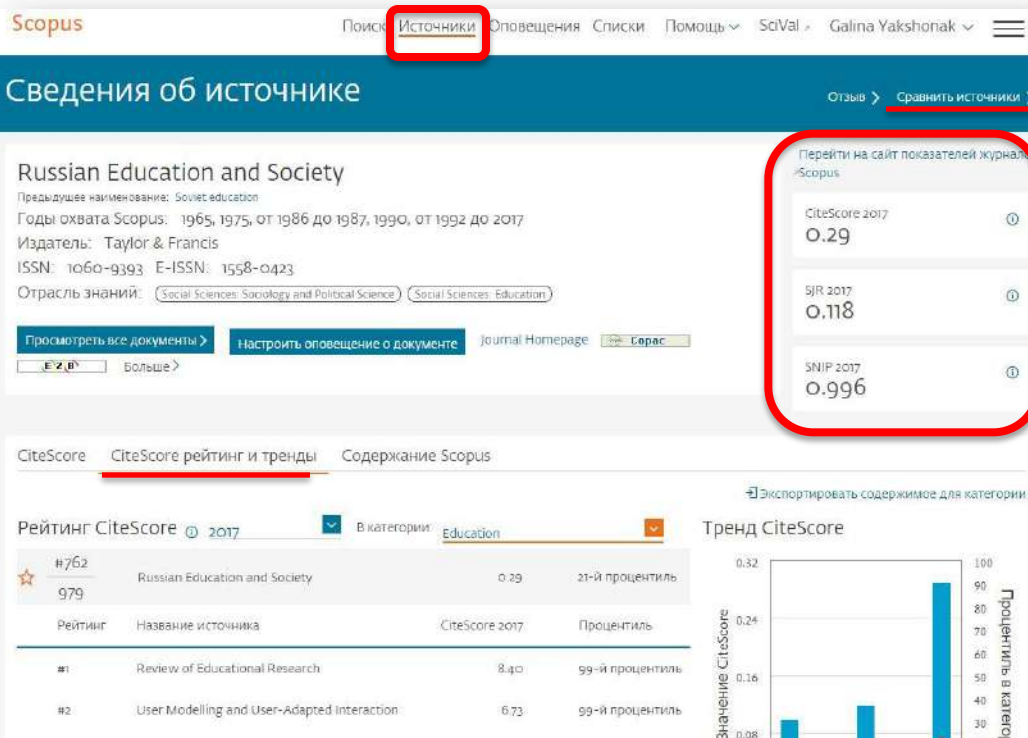 Scopus
Поиск Источники Оповещения Списки Помощь SciVal Galina Yakshonak
Сведения об источнике
Отзыв Сравнить источники
Russian Education and Society
Предыдущее наименование: Soviet education
Годы охвата Scopus: 1965, 1975, от 1986 до 1987, 1990, от 1992 до 2017
Издатель: Taylor & Francis
ISSN: 1060-9393 E-ISSN: 1558-0423
Отрасль знаний: Social Sciences: Sociology and Political Science Social Sciences: Education
Просмотреть все документы > Настроить оповещение о документе Journal Homepage Copac
EZB Больше >
Перейти на сайт показателей журнала
Scopus
CiteScore 2017
0.29
SJR 2017
0.118
SNIP 2017
0.996
CiteScore CiteScore рейтинг и тренды Содержание Scopus
Экспортировать содержимое для категории
Рейтинг CiteScore 2017 В категории: Education
#762
979
Russian Education and Society 0.29 21-й процентиль
Рейтинг Название источника CiteScore 2017 Процентиль
#1 Review of Educational Research 8.40 99-й процентиль
#2 User Modelling and User-Adapted Interaction 6.73 99-й процентиль
Тренд CiteScore
Значение CiteScore
0.32
0.24
0.16
0.08
100
90
80
70
60
50
40
30
Процентиль в